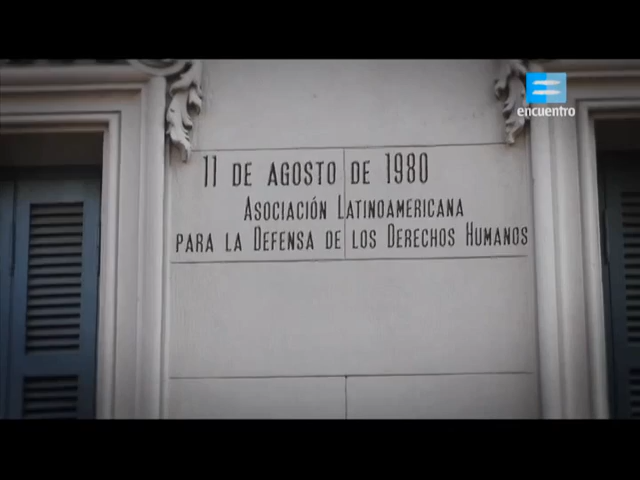 encuentro
11 DE AGOSTO DE 1980
ASOCIACIÓN LATINOAMERICANA
PARA LA DEFENSA DE LOS DERECHOS HUMANOS